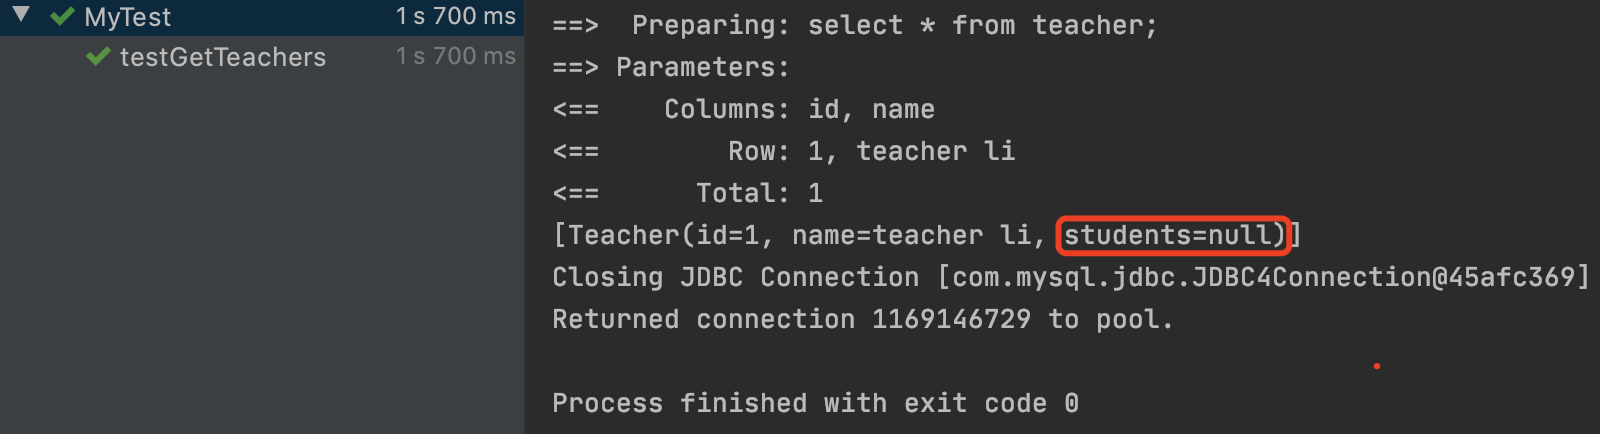 MyTest 1 s 700 ms
testGetTeachers 1 s 700 ms
==>  Preparing: select * from teacher;
==> Parameters:
<==    Columns: id, name
<==        Row: 1, teacher li
<==      Total: 1
[Teacher(id=1, name=teacher li, students=null)]
Closing JDBC Connection [com.mysql.jdbc.JDBC4Connection@45afc369]
Returned connection 1169146729 to pool.
Process finished with exit code 0